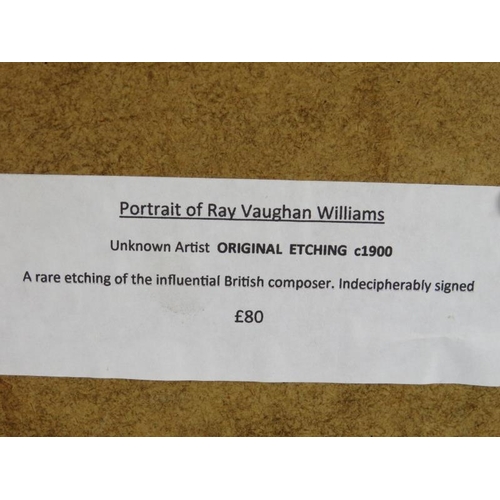 Portrait of Ray Vaughan Williams
Unknown Artist ORIGINAL ETCHING c1900
A rare etching of the influential British composer. Indecipherably signed
£80